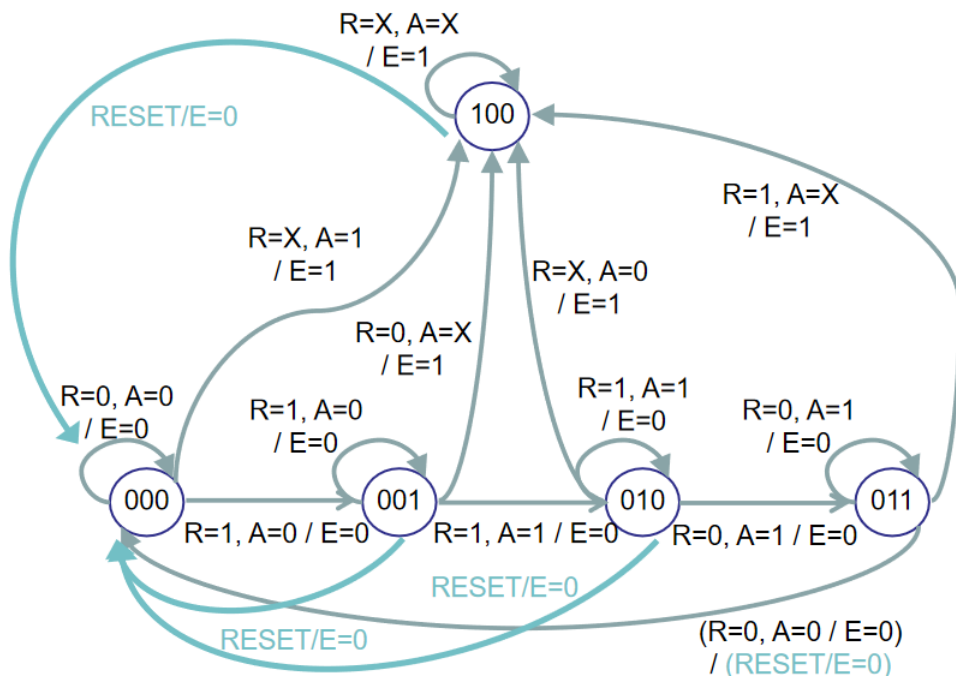 R=X, A=X
/ E=1
RESET/E=0
100
R=1, A=X
/ E=1
R=X, A=1
/ E=1
R=X, A=0
/ E=1
R=0, A=X
/ E=1
R=0, A=0
/ E=0
R=1, A=0
/ E=0
R=1, A=1
/ E=0
R=0, A=1
/ E=0
000
001
010
011
R=1, A=0 / E=0
R=1, A=1 / E=0
R=0, A=1 / E=0
RESET/E=0
RESET/E=0
(R=0, A=0 / E=0)
/ (RESET/E=0)